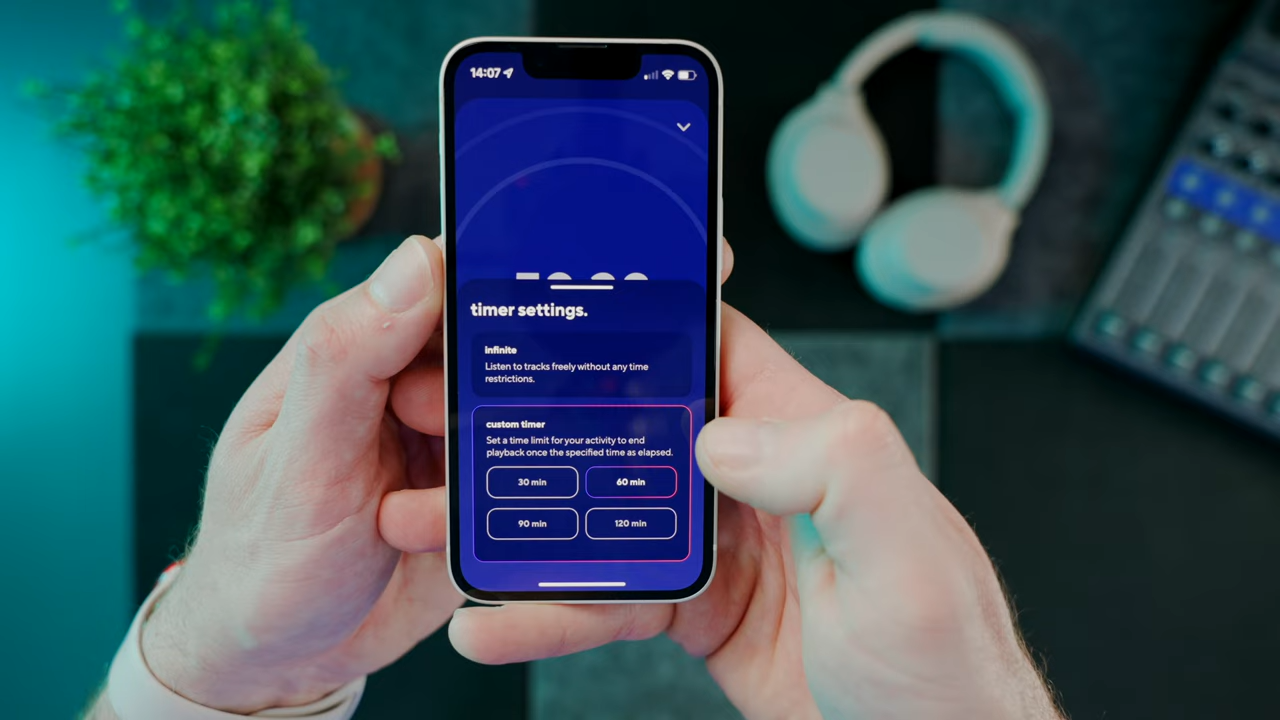 14:07
timer settings.
infinite
Listen to tracks freely without any time
restrictions.
custom timer
Set a time limit for your activity to end
playback once the specified time as elapsed.
30 min
60 min
90 min
120 min